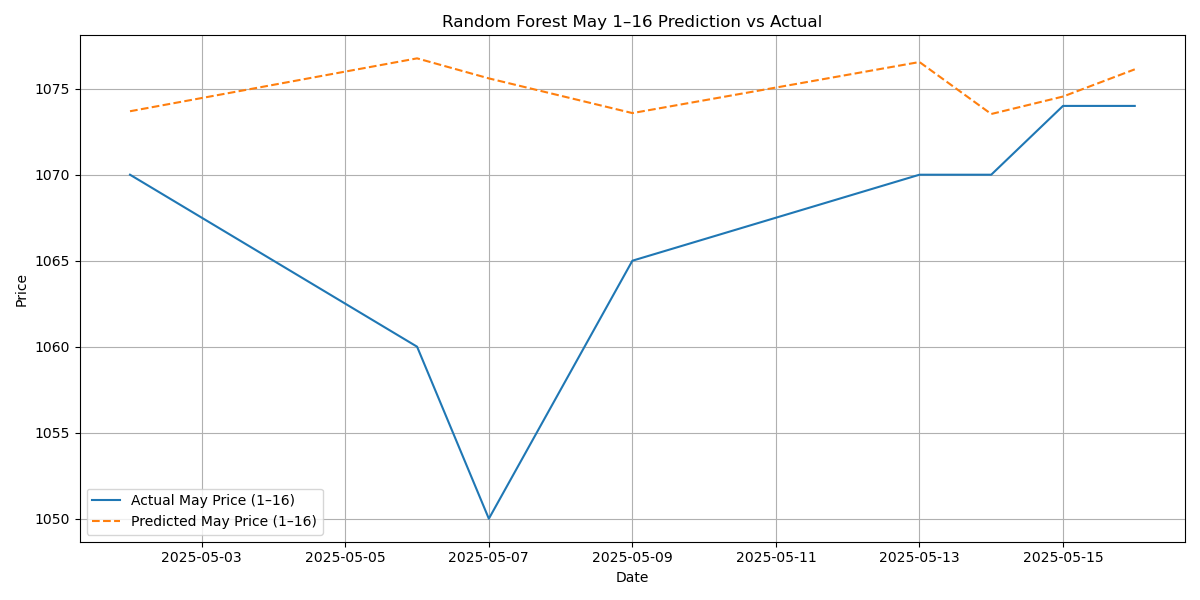 Random Forest May 1–16 Prediction vs Actual
Price
1075
1070
1065
1060
1055
1050
Actual May Price (1–16)
Predicted May Price (1–16)
2025-05-03
2025-05-05
2025-05-07
2025-05-09
2025-05-11
2025-05-13
2025-05-15
Date